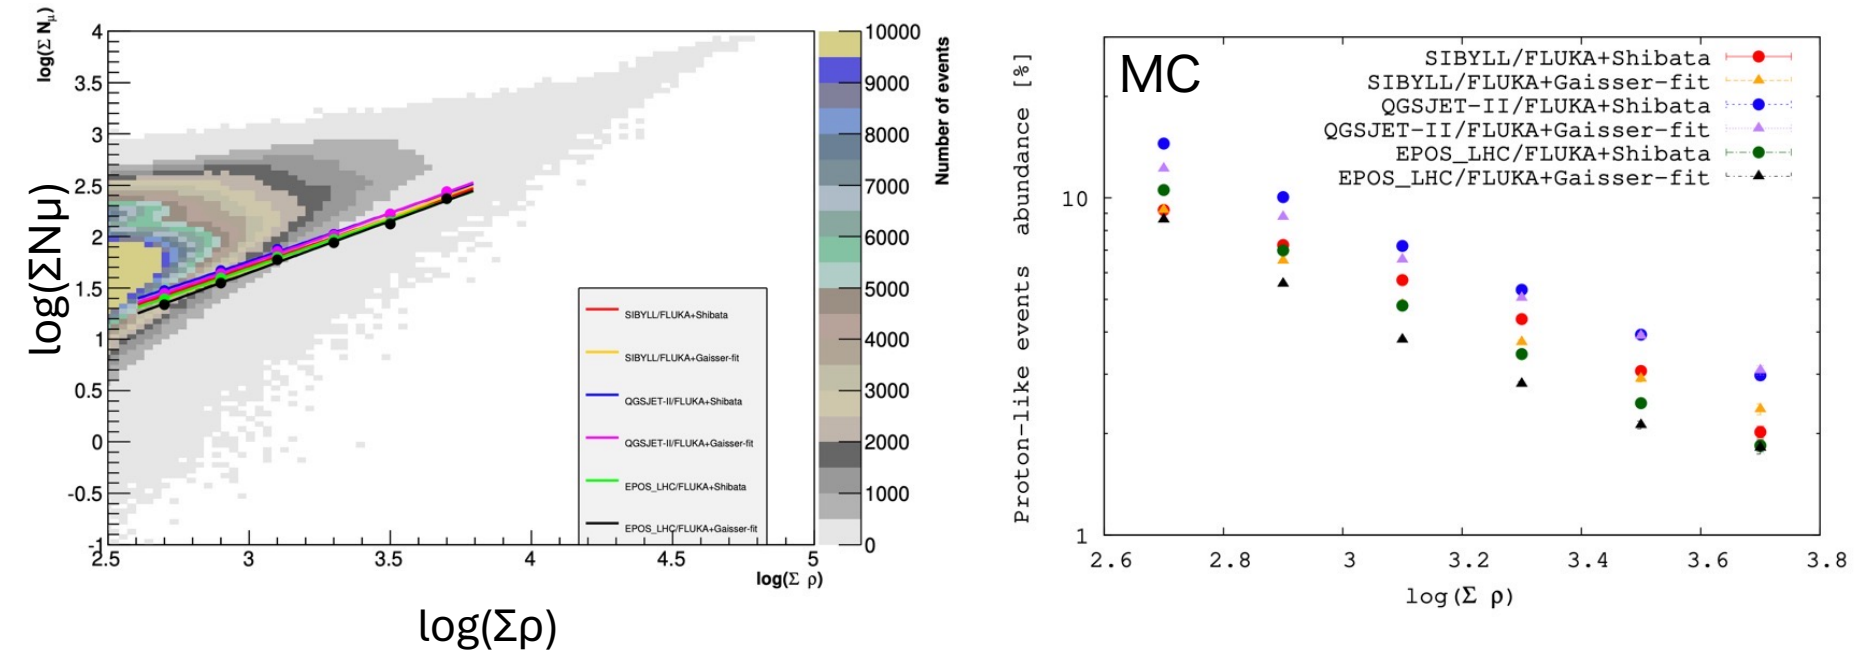 log(Σ Nμ)
4
3.5
3
2.5
2
1.5
1
0.5
0
-0.5
-1
2.5
3
3.5
4
4.5
5
log(Σ ρ)
log(ΣNμ)
log(Σρ)
SIBYLL/FLUKA+Shibata
SIBYLL/FLUKA+Gaisser-fit
QGSJET-II/FLUKA+Shibata
QGSJET-II/FLUKA+Gaisser-fit
EPOS_LHC/FLUKA+Shibata
EPOS_LHC/FLUKA+Gaisser-fit
10000
9000
8000
7000
6000
5000
4000
3000
2000
1000
0
Number of events
MC
SIBYLL/FLUKA+Shibata
SIBYLL/FLUKA+Gaisser-fit
QGSJET-II/FLUKA+Shibata
QGSJET-II/FLUKA+Gaisser-fit
EPOS_LHC/FLUKA+Shibata
EPOS_LHC/FLUKA+Gaisser-fit
Proton-like events abundance [%]
10
1
2.6
2.8
3
3.2
3.4
3.6
3.8
log(Σ ρ)